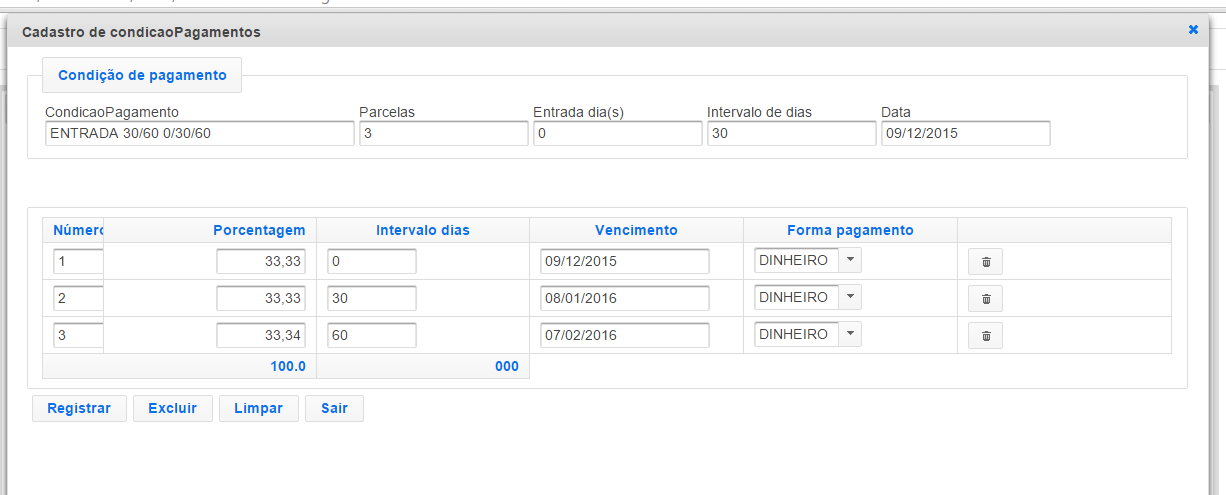 Cadastro de condicaoPagamentos
Condição de pagamento
CondicaoPagamento Parcelas Entrada dia(s) Intervalo de dias Data
ENTRADA 30/60 0/30/60 3 0 30 09/12/2015
Número Porcentagem Intervalo dias Vencimento Forma pagamento
1 33,33 0 09/12/2015 DINHEIRO
2 33,33 30 08/01/2016 DINHEIRO
3 33,34 60 07/02/2016 DINHEIRO
100.0 000
Registrar Excluir Limpar Sair